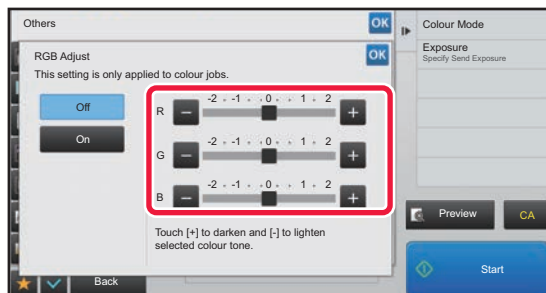 Others
OK
RGB Adjust
OK
This setting is only applied to colour jobs.
Off
On
R
-2 -1 0 1 2
G
-2 -1 0 1 2
B
-2 -1 0 1 2
Touch [+] to darken and [-] to lighten
selected colour tone.
Back
Colour Mode
Exposure
Specify Send Exposure
Preview
CA
Start